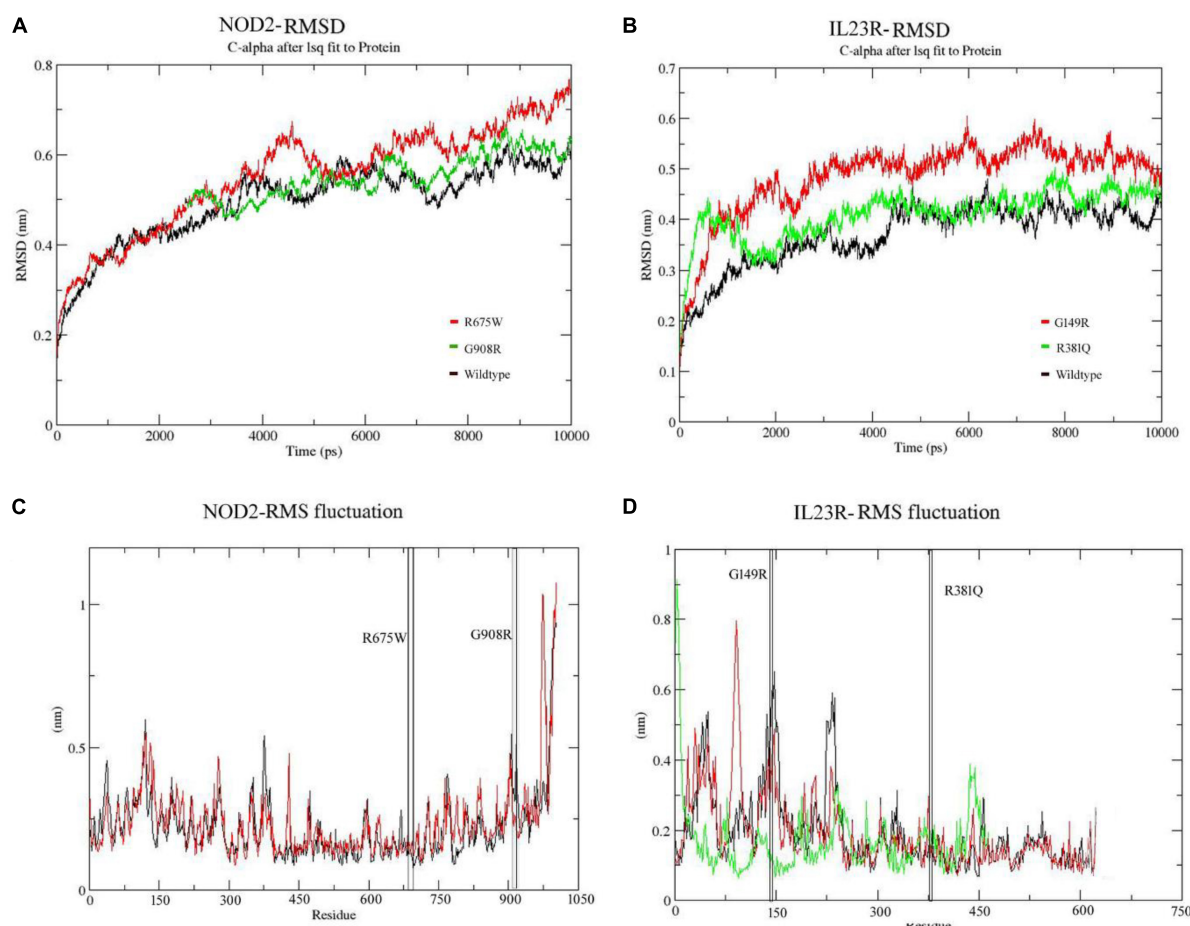 A
NOD2-RMSD
C-alpha after lsq fit to Protein
0.8
0.6
0.4
0.2
0
RMSD (nm)
R675W
G908R
Wildtype
0 2000 4000 6000 8000 10000
Time (ps)
B
IL23R-RMSD
C-alpha after lsq fit to Protein
0.7
0.6
0.5
0.4
0.3
0.2
0.1
0
RMSD (nm)
G149R
R381Q
Wildtype
0 2000 4000 6000 8000 10000
Time (ps)
C
NOD2-RMS fluctuation
1
0.5
0
(nm)
R675W
G908R
0 150 300 450 600 750 900 1050
Residue
D
IL23R-RMS fluctuation
1
0.8
0.6
0.4
0.2
0
(nm)
G149R
R381Q
0 150 300 450 600 750
Residue